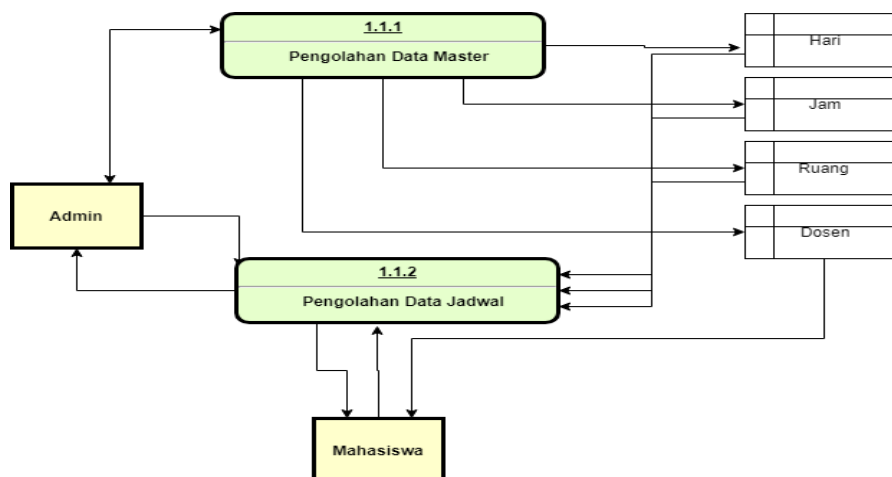 1.1.1
Pengolahan Data Master
Hari
Jam
Ruang
Dosen
Admin
1.1.2
Pengolahan Data Jadwal
Mahasiswa